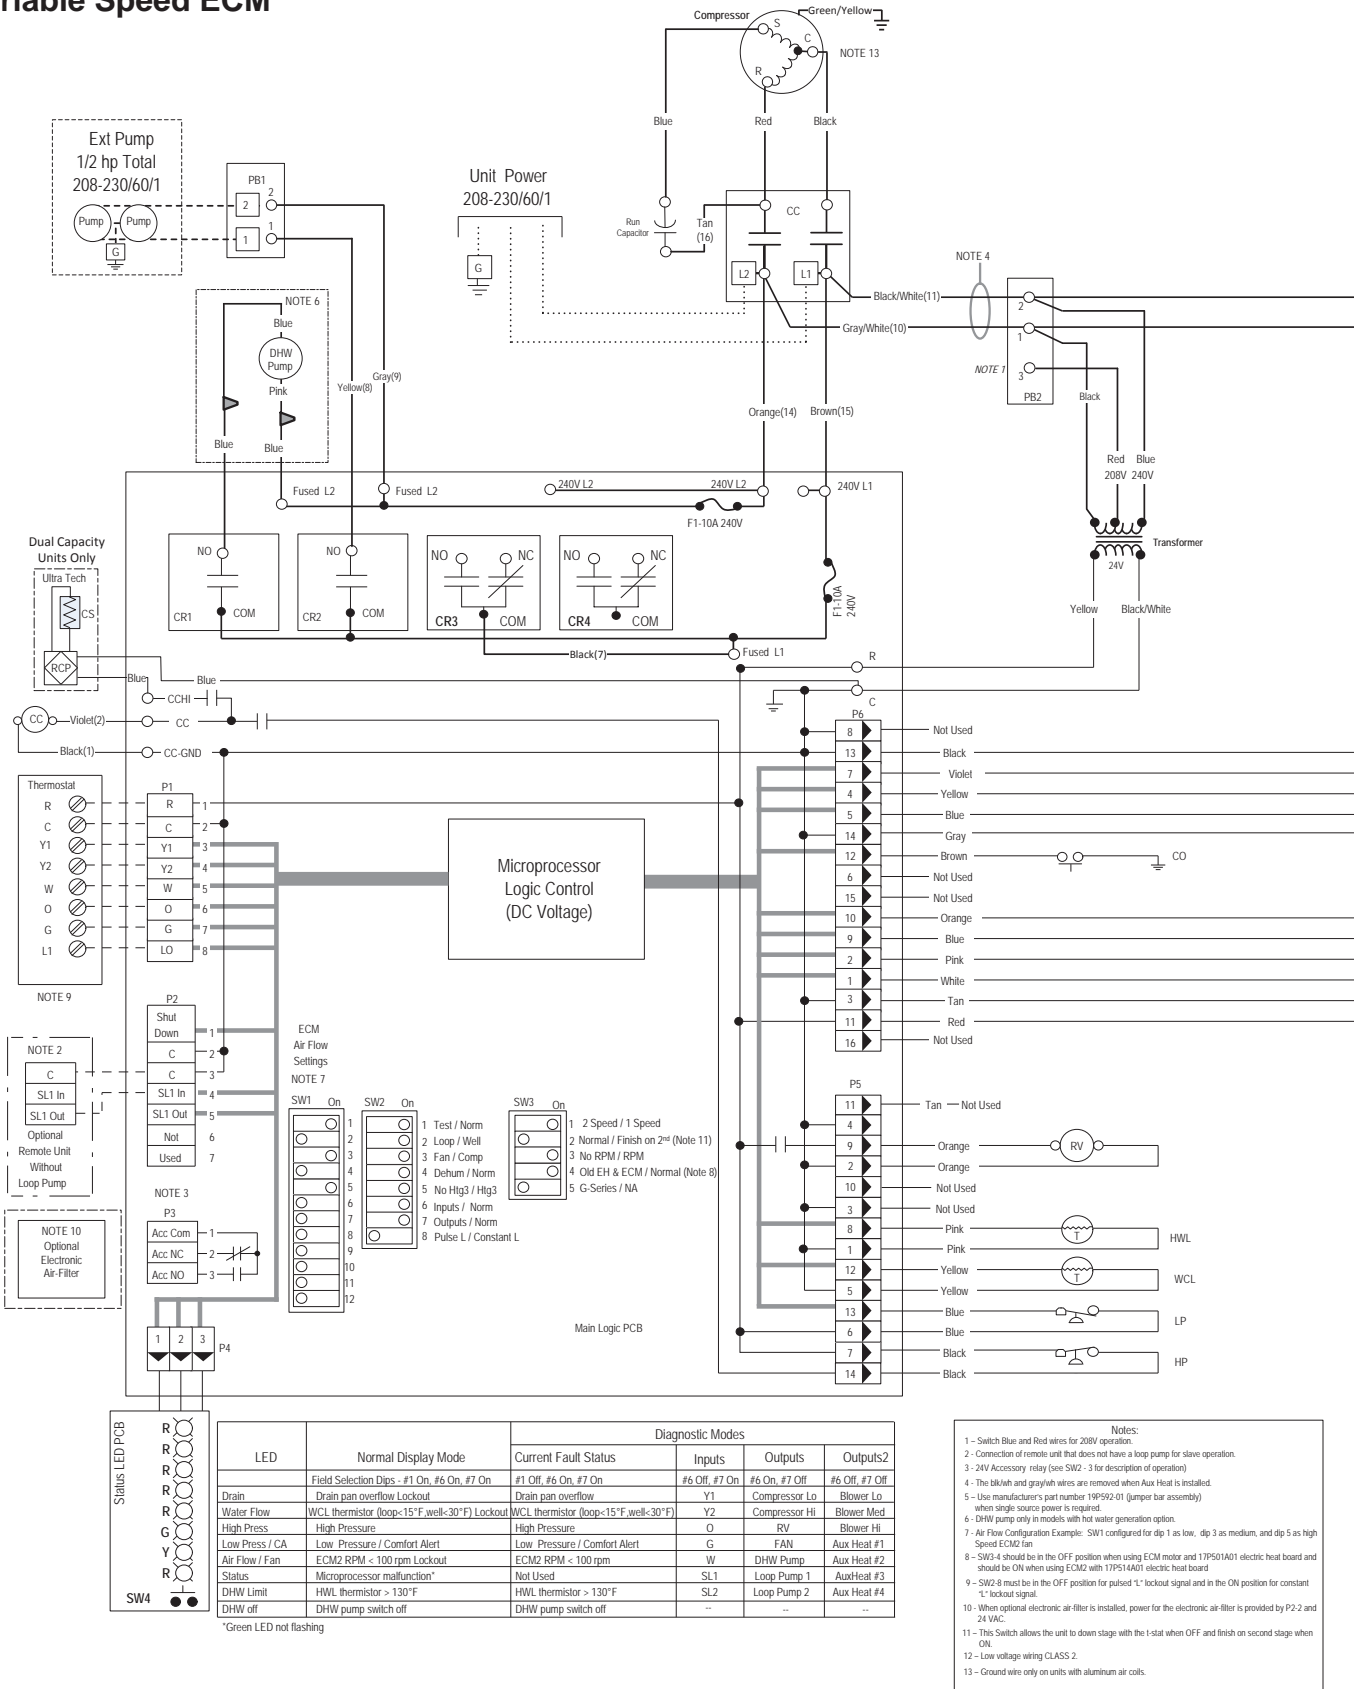 riable Speed ECM
Compressor
Green/Yellow
S
C
R
NOTE 13
Blue
Red
Black
Ext Pump
1/2 hp Total
208-230/60/1
Pump
Pump
G
PB1
2
2
1
1
Unit Power
208-230/60/1
G
Run
Capacitor
Tan
(16)
CC
L2
L1
NOTE 4
Black/White(11)
Gray/White(10)
2
1
NOTE 1
3
PB2
Black
NOTE 6
Blue
DHW
Pump
Pink
Blue
Blue
Yellow(8)
Gray(9)
Orange(14)
Brown(15)
Red Blue
208V 240V
Transformer
24V
Yellow
Black/White
Fused L2
Fused L2
240V L2
240V L2
240V L1
F1-10A 240V
F1-10A
240V
Dual Capacity
Units Only
Ultra Tech
CS
RCP
NO
CR1
COM
NO
CR2
COM
NO
NC
CR3
COM
NO
NC
CR4
COM
Black(7)
Fused L1
R
C
Blue
Blue
CCHI
CC
Violet(2)
CC
Black(1)
CC-GND
Thermostat
R
C
Y1
Y2
W
O
G
L1
NOTE 9
P1
R 1
C 2
Y1 3
Y2 4
W 5
O 6
G 7
LO 8
Microprocessor
Logic Control
(DC Voltage)
P6
8 Not Used
13 Black
7 Violet
4 Yellow
5 Blue
14 Gray
12 Brown
CO
6 Not Used
15 Not Used
10 Orange
9 Blue
2 Pink
1 White
3 Tan
11 Red
16 Not Used
P2
Shut
Down 1
C 2
C 3
SL1 In 4
SL1 Out 5
Not 6
Used 7
NOTE 2
C
SL1 In
SL1 Out
Optional
Remote Unit
Without
Loop Pump
ECM
Air Flow
Settings
NOTE 7
SW1 On
1
2
3
4
5
6
7
8
9
10
11
12
SW2 On
1 Test / Norm
2 Loop / Well
3 Fan / Comp
4 Dehum / Norm
5 No Htg3 / Htg3
6 Inputs / Norm
7 Outputs / Norm
8 Pulse L / Constant L
SW3 On
1 2 Speed / 1 Speed
2 Normal / Finish on 2nd (Note 11)
3 No RPM / RPM
4 Old EH & ECM / Normal (Note 8)
5 G-Series / NA
P5
11 Tan Not Used
4
9 Orange
RV
2 Orange
10 Not Used
3 Not Used
8 Pink
T
HWL
1 Pink
12 Yellow
T
WCL
5 Yellow
13 Blue
LP
6 Blue
7 Black
HP
14 Black
NOTE 3
P3
Acc Com 1
Acc NC 2
Acc NO 3
NOTE 10
Optional
Electronic
Air-Filter
1 2 3
P4
Main Logic PCB
Status LED PCB
R
R
R
R
R
G
Y
R
SW4
Diagnostic Modes
LED Normal Display Mode Current Fault Status Inputs Outputs Outputs2
Field Selection Dips - #1 On, #6 On, #7 On #1 Off, #6 On, #7 On #6 Off, #7 On #6 On, #7 Off #6 Off, #7 Off
Drain Drain pan overflow Lockout Drain pan overflow Y1 Compressor Lo Blower Lo
Water Flow WCL thermistor (loop<15°F,well<30°F) Lockout WCL thermistor (loop<15°F,well<30°F) Y2 Compressor Hi Blower Med
High Press High Pressure High Pressure O RV Blower Hi
Low Press / CA Low Pressure / Comfort Alert Low Pressure / Comfort Alert G FAN Aux Heat #1
Air Flow / Fan ECM2 RPM < 100 rpm Lockout ECM2 RPM < 100 rpm W DHW Pump Aux Heat #2
Status Microprocessor malfunction* Not Used SL1 Loop Pump 1 AuxHeat #3
DHW Limit HWL thermistor > 130°F HWL thermistor > 130°F SL2 Loop Pump 2 Aux Heat #4
DHW off DHW pump switch off DHW pump switch off -- -- --
*Green LED not flashing
Notes:
1 – Switch Blue and Red wires for 208V operation.
2 - Connection of remote unit that does not have a loop pump for slave operation.
3 - 24V Accessory relay (see SW2 - 3 for description of operation)
4 - The blk/wh and gray/wh wires are removed when Aux Heat is installed.
5 – Use manufacturer's part number 19P592-01 (jumper bar assembly)
when single source power is required.
6 - DHW pump only in models with hot water generation option.
7 - Air Flow Configuration Example: SW1 configured for dip 1 as low, dip 3 as medium, and dip 5 as high
Speed ECM2 fan
8 – SW3-4 should be in the OFF position when using ECM motor and 17P501A01 electric heat board and
should be ON when using ECM2 with 17P514A01 electric heat board
9 – SW2-8 must be in the OFF position for pulsed "L" lockout signal and in the ON position for constant
"L" lockout signal.
10 - When optional electronic air-filter is installed, power for the electronic air-filter is provided by P2-2 and
24 VAC.
11 – This Switch allows the unit to down stage with the t-stat when OFF and finish on second stage when
ON.
12 – Low voltage wiring CLASS 2.
13 – Ground wire only on units with aluminum air coils.